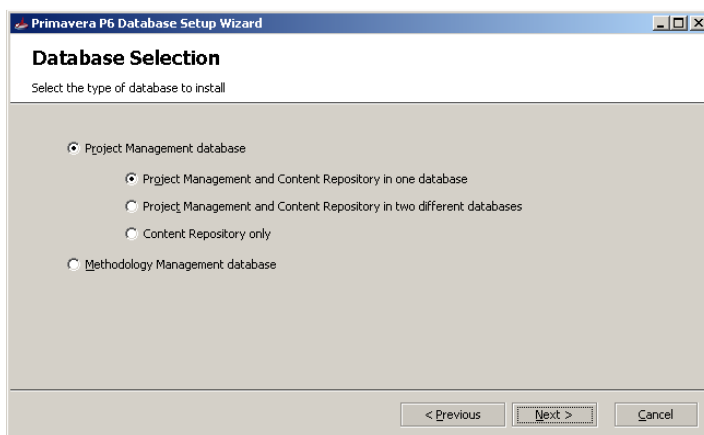 Primavera P6 Database Setup Wizard
Database Selection
Select the type of database to install
Project Management database
Project Management and Content Repository in one database
Project Management and Content Repository in two different databases
Content Repository only
Methodology Management database
< Previous Next > Cancel